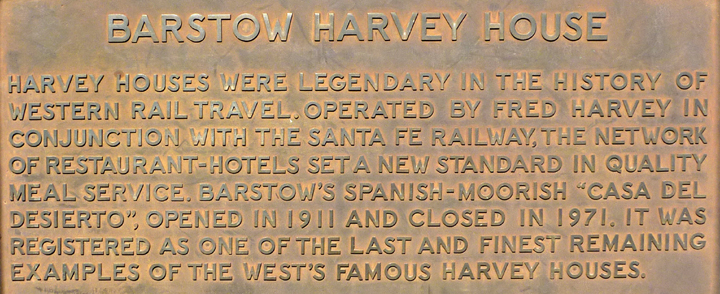 BARSTOW HARVEY HOUSE
HARVEY HOUSES WERE LEGENDARY IN THE HISTORY OF
WESTERN RAIL TRAVEL. OPERATED BY FRED HARVEY IN
CONJUNCTION WITH THE SANTA FE RAILWAY, THE NETWORK
OF RESTAURANT-HOTELS SET A NEW STANDARD IN QUALITY
MEAL SERVICE. BARSTOW'S SPANISH-MOORISH "CASA DEL
DESIERTO", OPENED IN 1911 AND CLOSED IN 1971. IT WAS
REGISTERED AS ONE OF THE LAST AND FINEST REMAINING
EXAMPLES OF THE WEST'S FAMOUS HARVEY HOUSES.